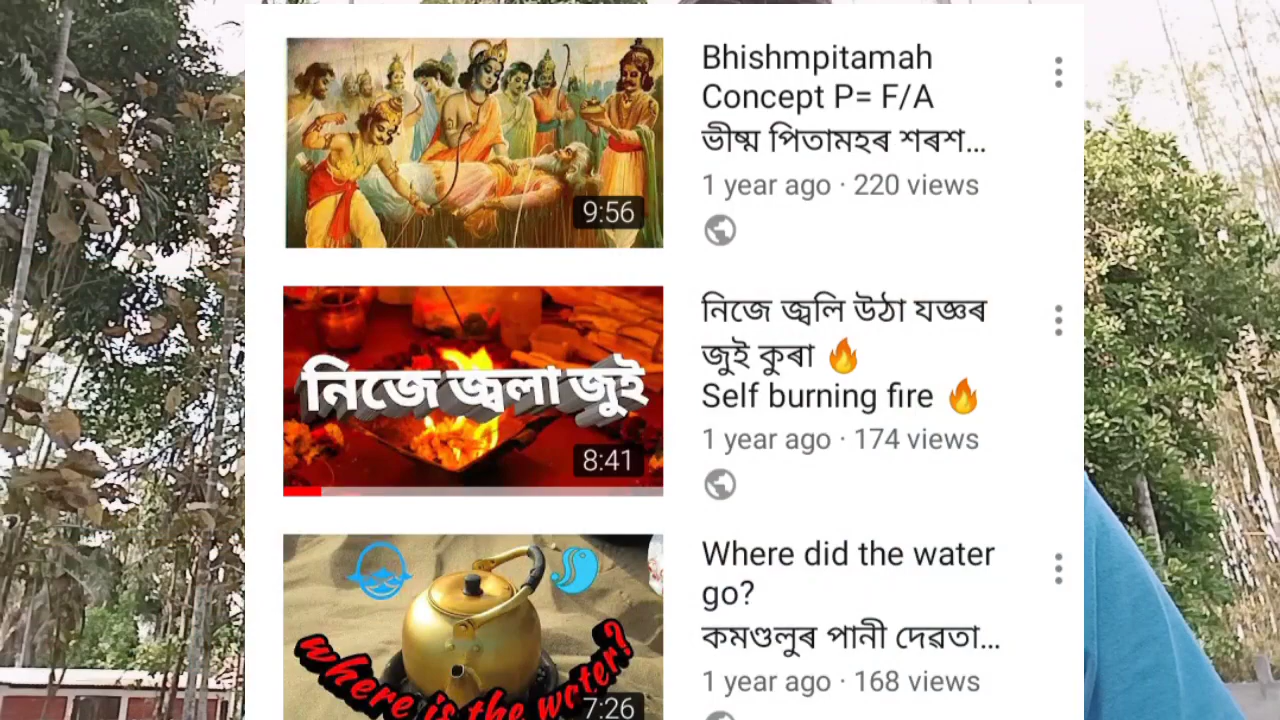 Bhishmpitamah
Concept P= F/A
ভীষ্ম পিতামহৰ শৰশ...
1 year ago · 220 views
9:56
নিজে জ্বলি উঠা যজ্ঞৰ
জুই কুৰা 🔥
Self burning fire 🔥
1 year ago · 174 views
নিজে জ্বলা জুই
8:41
Where did the water
go?
কমণ্ডলুৰ পানী দেৱতা...
1 year ago · 168 views
where is the water?
7:26